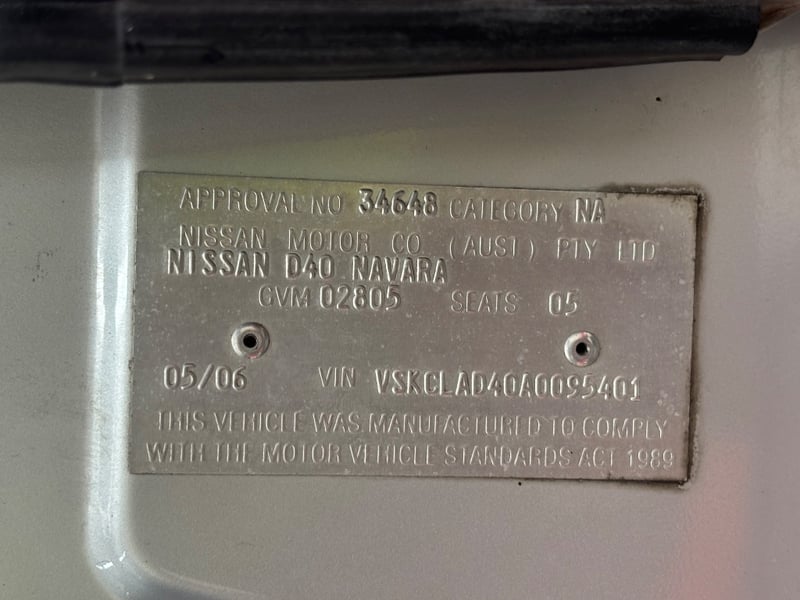 APPROVAL NO 34648 CATEGORY NA
NISSAN MOTOR CO. (AUST) PTY LTD
NISSAN D40 NAVARA
GVM 02805 SEATS 05
05/06 VIN VSKCLAD40A0095401
THIS VEHICLE WAS MANUFACTURED TO COMPLY
WITH THE MOTOR VEHICLE STANDARDS ACT 1989